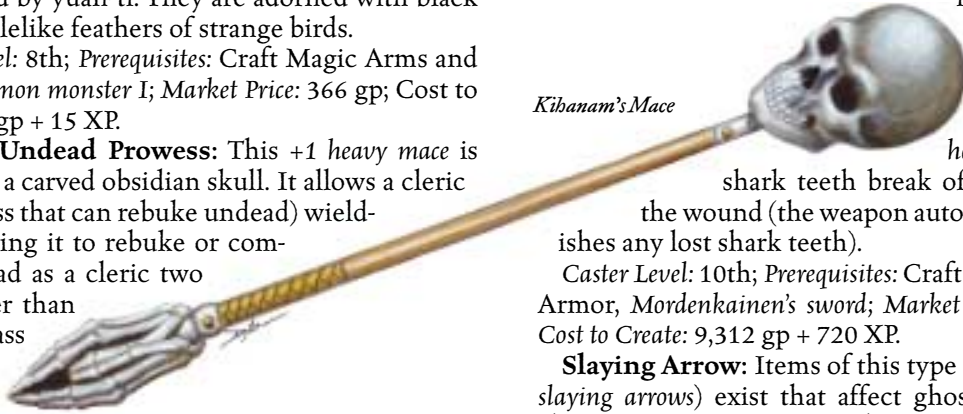 d by yuan-ti. They are adorned with black
lelike feathers of strange birds.
el: 8th; Prerequisites: Craft Magic Arms and
mon monster I; Market Price: 366 gp; Cost to
gp + 15 XP.
Undead Prowess: This +1 heavy mace is
a carved obsidian skull. It allows a cleric
ss that can rebuke undead) wield-
ing it to rebuke or com-
ad as a cleric two
er than
ass
Kihanam's Mace
he
shark teeth break of
the wound (the weapon auto
ishes any lost shark teeth).
Caster Level: 10th; Prerequisites: Craft
Armor, Mordenkainen's sword; Market
Cost to Create: 9,312 gp + 720 XP.
Slaying Arrow: Items of this type
slaying arrows) exist that affect ghos